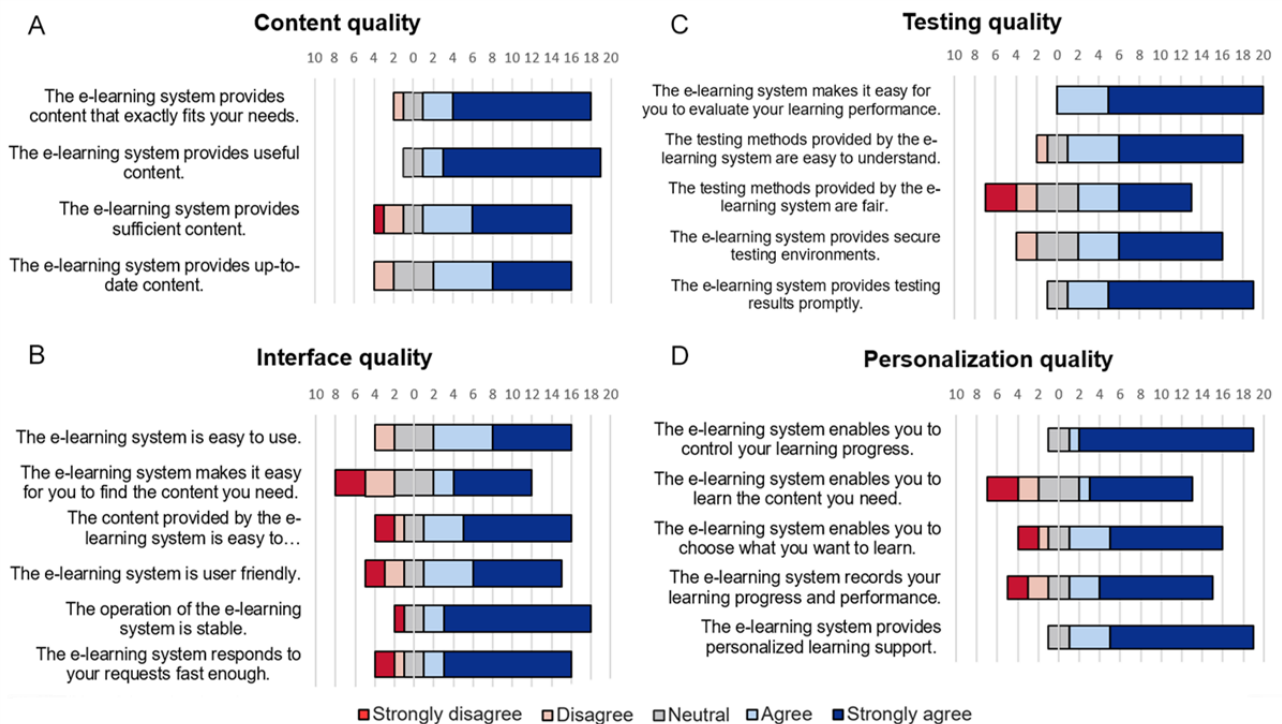 A
Content quality
10 8 6 4 2 0 2 4 6 8 10 12 14 16 18 20
The e-learning system provides
content that exactly fits your needs.
The e-learning system provides useful
content.
The e-learning system provides
sufficient content.
The e-learning system provides up-to-
date content.
B
Interface quality
10 8 6 4 2 0 2 4 6 8 10 12 14 16 18 20
The e-learning system is easy to use.
The e-learning system makes it easy
for you to find the content you need.
The content provided by the e-
learning system is easy to…
The e-learning system is user friendly.
The operation of the e-learning
system is stable.
The e-learning system responds to
your requests fast enough.
C
Testing quality
10 8 6 4 2 0 2 4 6 8 10 12 14 16 18 20
The e-learning system makes it easy for
you to evaluate your learning performance.
The testing methods provided by the e-
learning system are easy to understand.
The testing methods provided by the e-
learning system are fair.
The e-learning system provides secure
testing environments.
The e-learning system provides testing
results promptly.
D
Personalization quality
10 8 6 4 2 0 2 4 6 8 10 12 14 16 18 20
The e-learning system enables you to
control your learning progress.
The e-learning system enables you to
learn the content you need.
The e-learning system enables you to
choose what you want to learn.
The e-learning system records your
learning progress and performance.
The e-learning system provides
personalized learning support.
Strongly disagree Disagree Neutral Agree Strongly agree